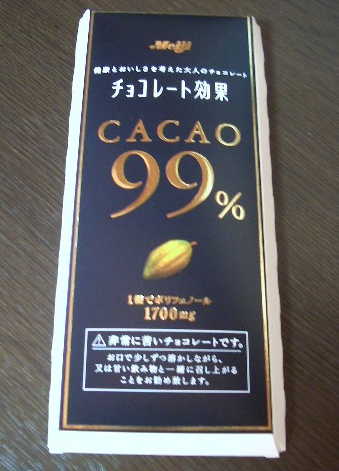 Meiji
健康とおいしさを考えた大人のチョコレート
チョコレート効果
CACAO
99%
1箱でポリフェノール
1700mg
⚠非常に苦いチョコレートです。
お口で少しずつ溶かしながら、
又は甘い飲み物と一緒に召し上がる
ことをお勧め致します。